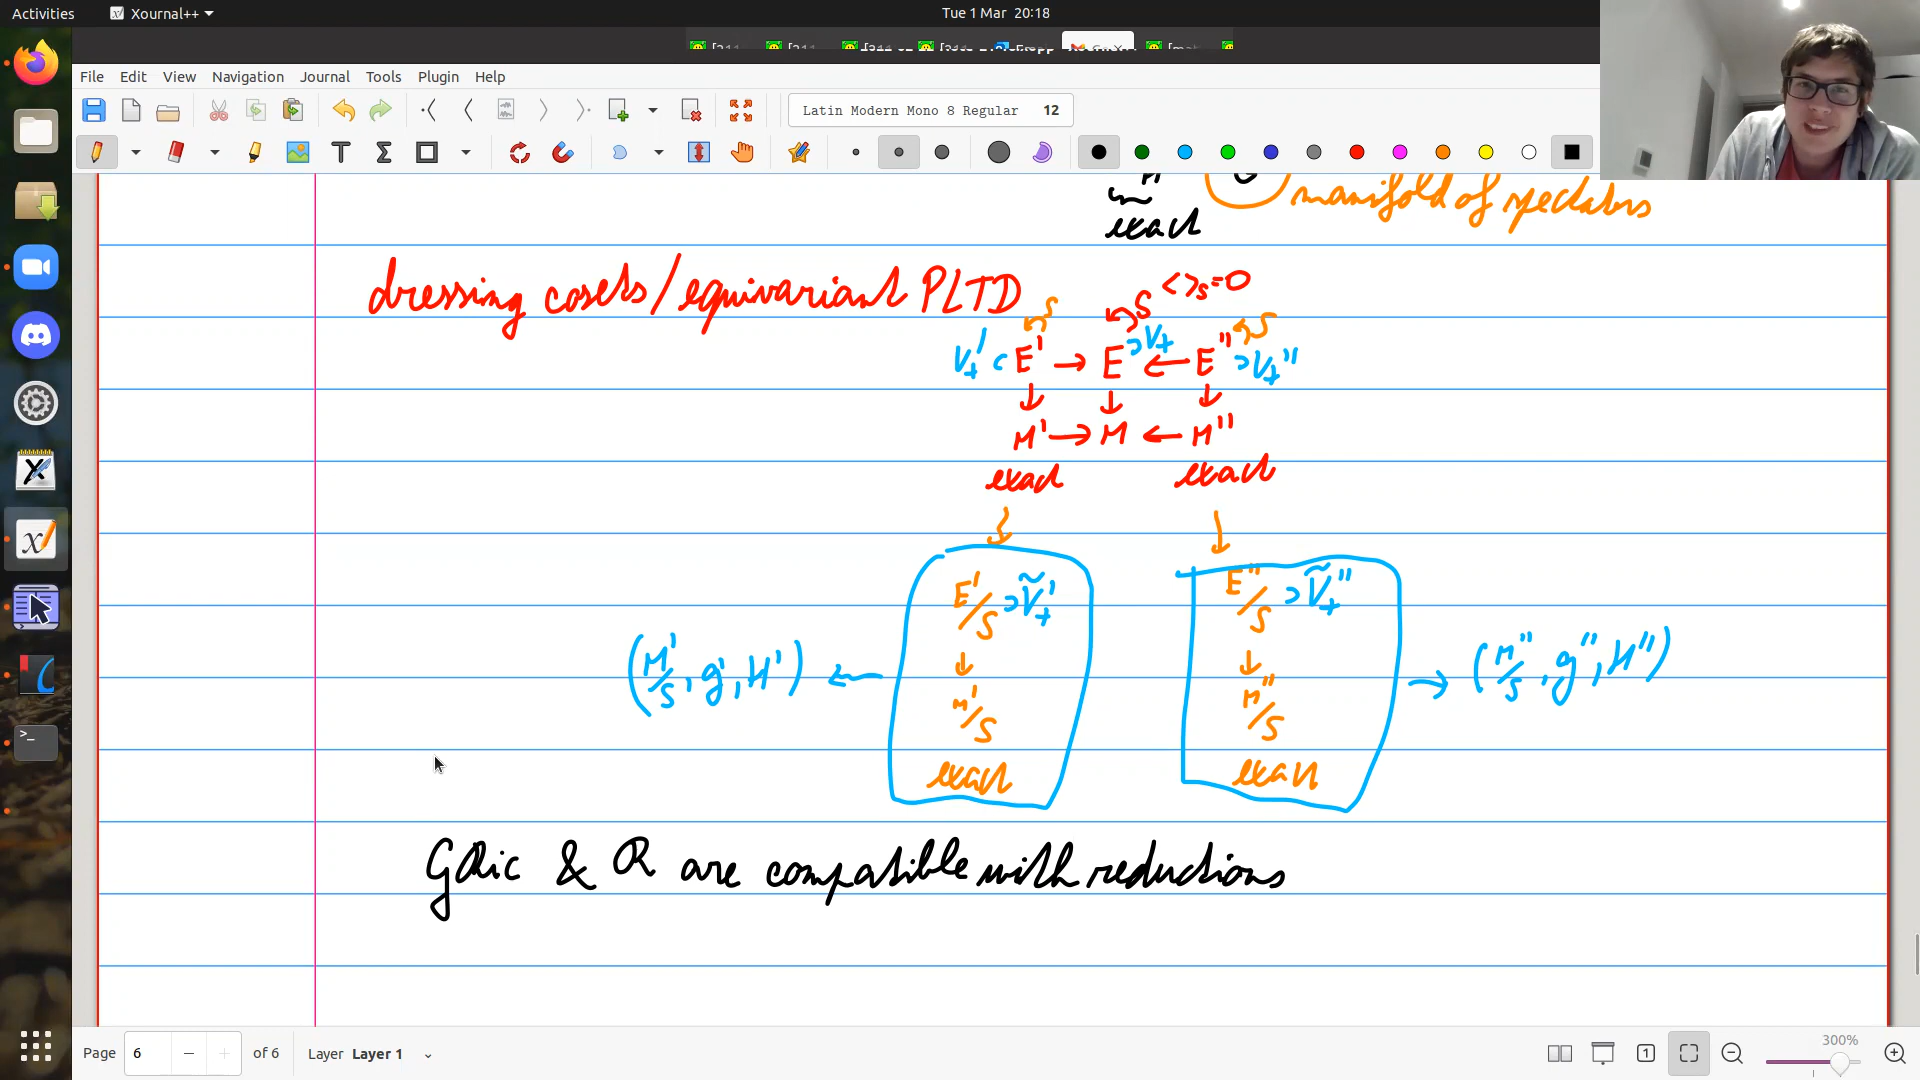 Activities Xournal++ Tue 1 Mar 20:18
File Edit View Navigation Journal Tools Plugin Help
Latin Modern Mono 8 Regular 12
manifold of spectators
exact
dressing cosets/equivariant PLTD
S <>ₛ=0
S S
V₊' ⊂ E' → E ⊃ V₊ ← E'' ⊃ V₊''
↓ ↓ ↓
M' → M ← M''
exact exact
↓ ↓
E'/S ⊃ Ṽ₊' E''/S ⊃ Ṽ₊''
↓ ↓
(M'/S, g', H') ← M'/S M''/S → (M''/S, g'', H'')
exact exact
GRic & R are compatible with reductions
Page 6 of 6 Layer Layer 1 300%